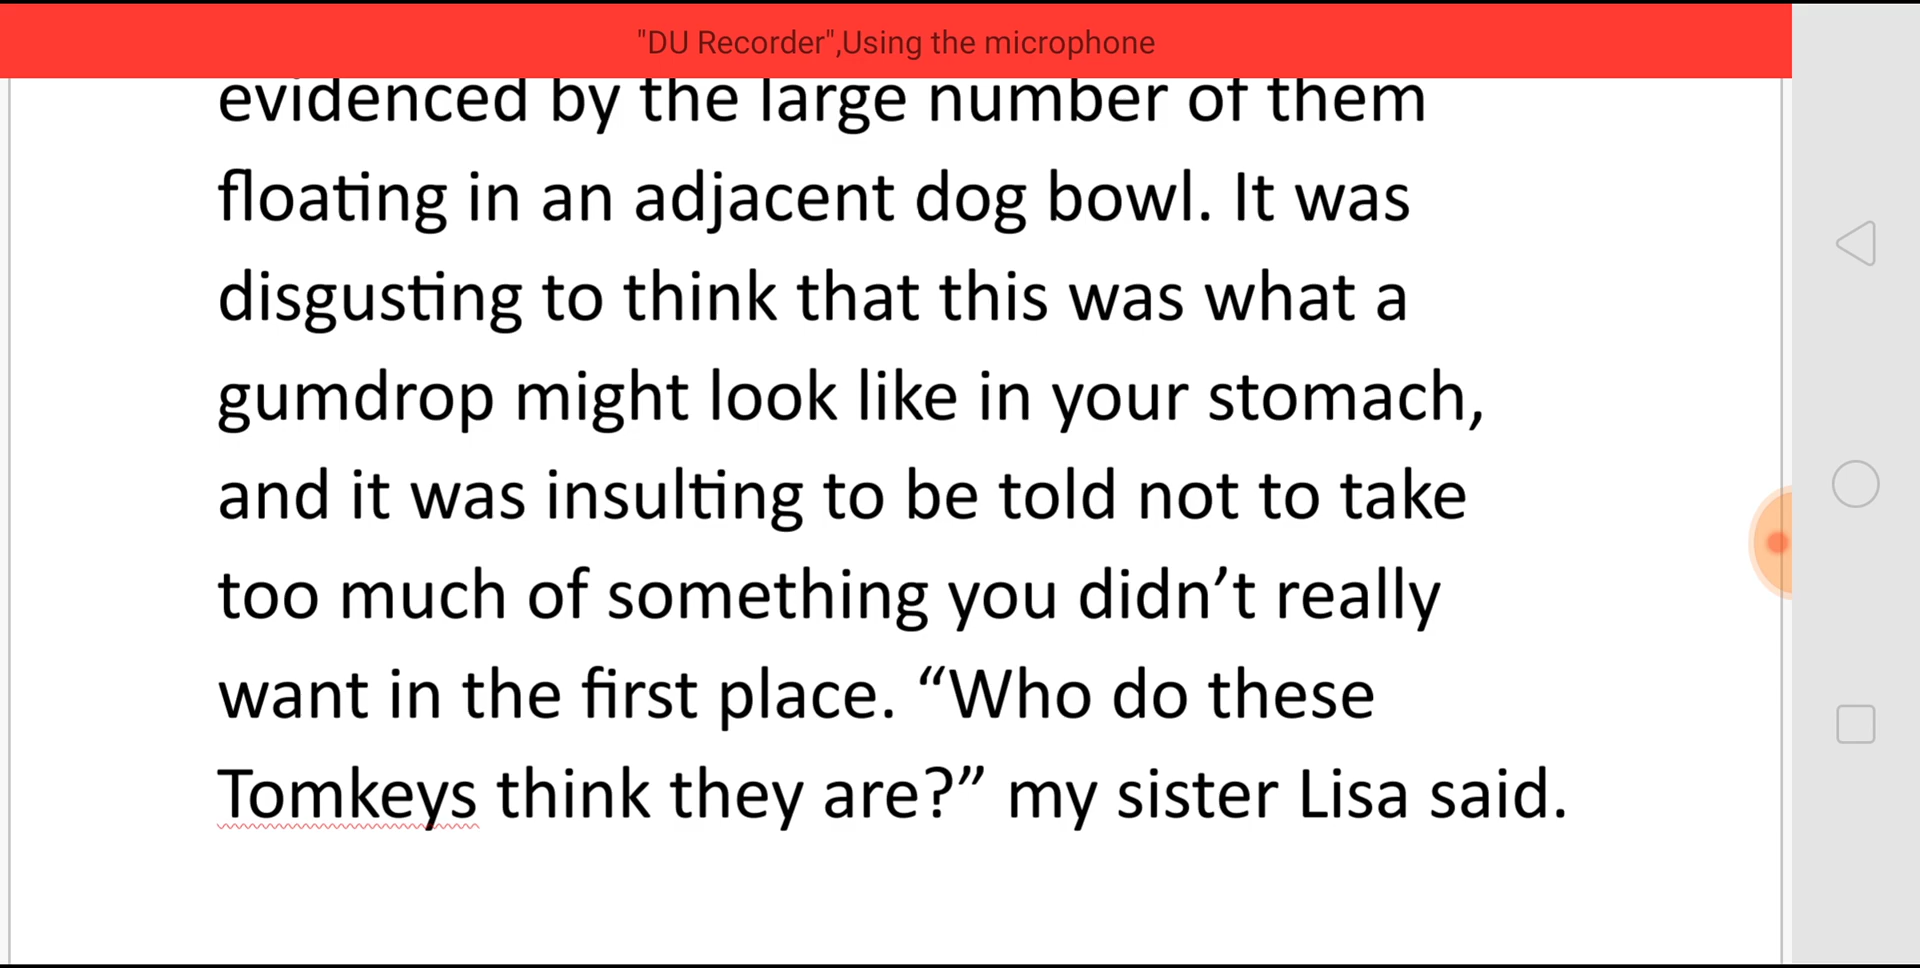 "DU Recorder",Using the microphone
evidenced by the large number of them
floating in an adjacent dog bowl. It was
disgusting to think that this was what a
gumdrop might look like in your stomach,
and it was insulting to be told not to take
too much of something you didn’t really
want in the first place. “Who do these
Tomkeys think they are?” my sister Lisa said.